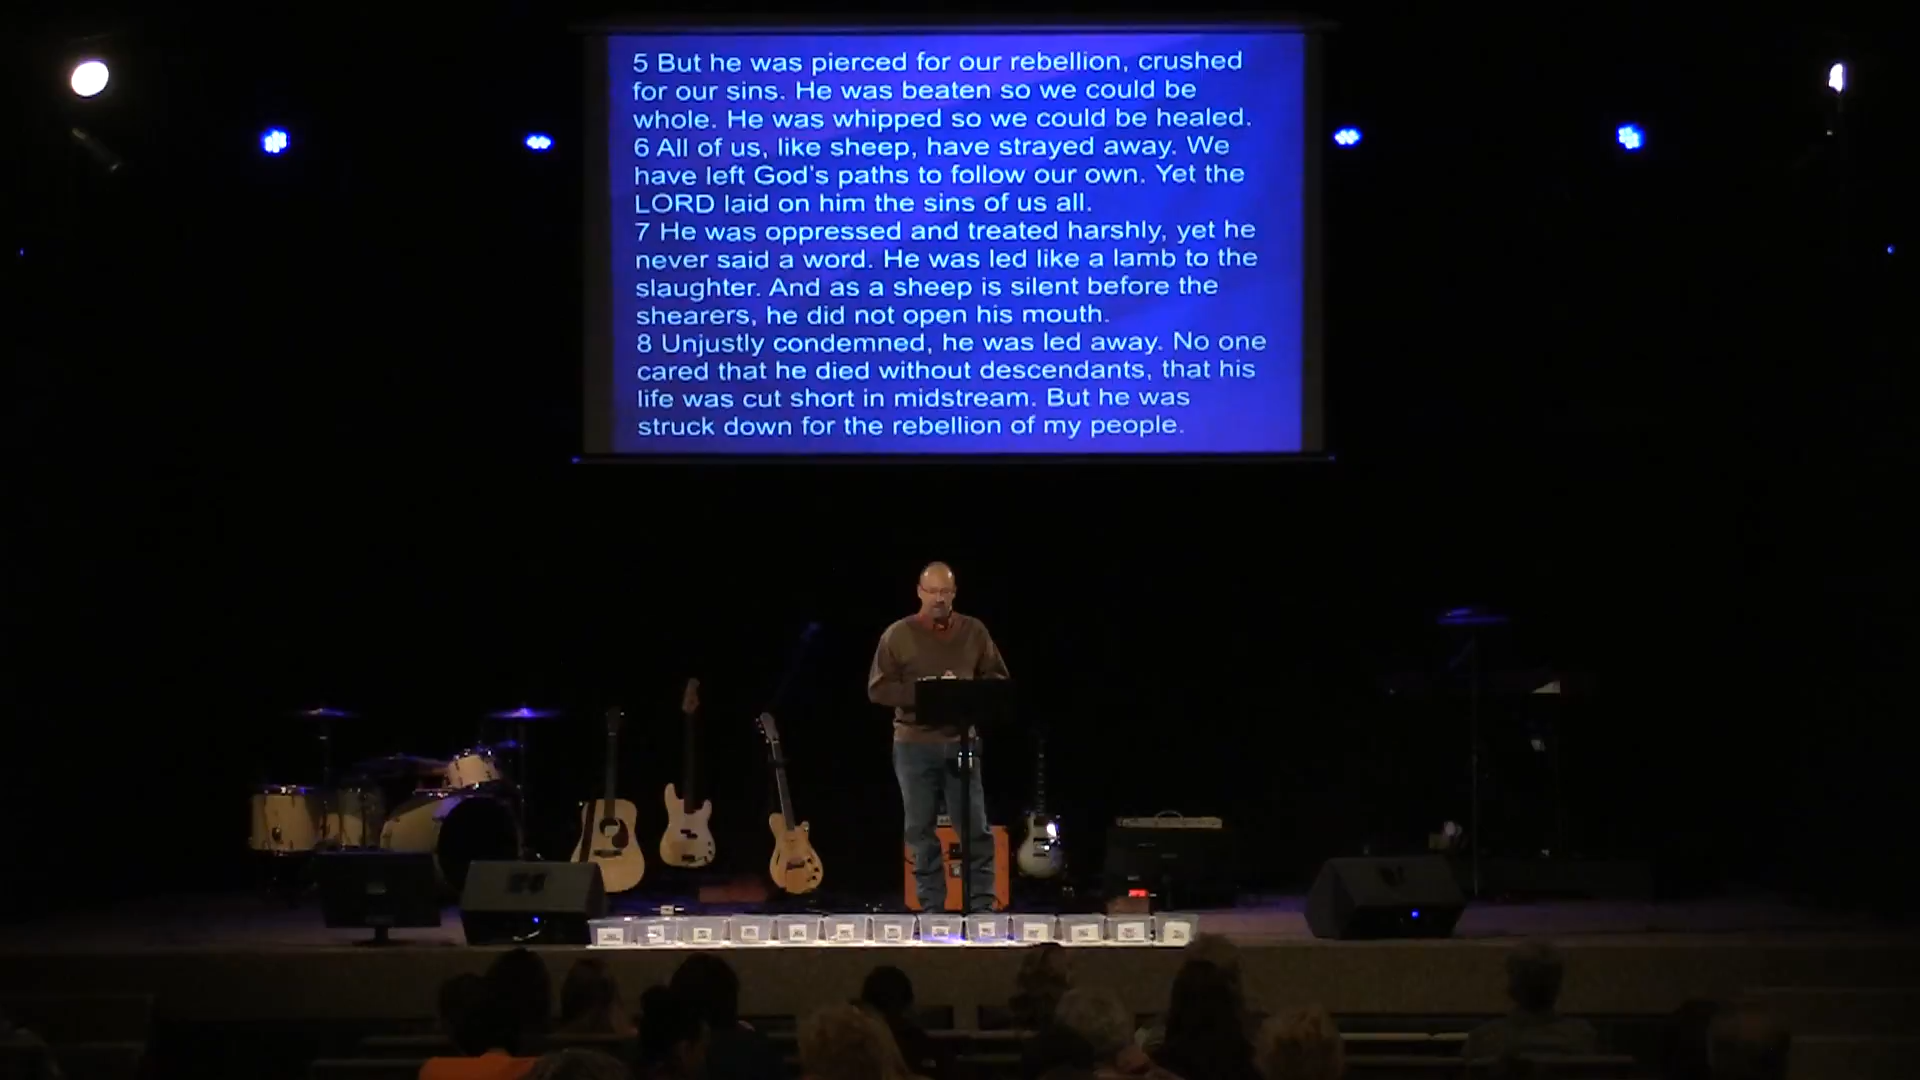 5 But he was pierced for our rebellion, crushed
for our sins. He was beaten so we could be
whole. He was whipped so we could be healed.
6 All of us, like sheep, have strayed away. We
have left God's paths to follow our own. Yet the
LORD laid on him the sins of us all.
7 He was oppressed and treated harshly, yet he
never said a word. He was led like a lamb to the
slaughter. And as a sheep is silent before the
shearers, he did not open his mouth.
8 Unjustly condemned, he was led away. No one
cared that he died without descendants, that his
life was cut short in midstream. But he was
struck down for the rebellion of my people.